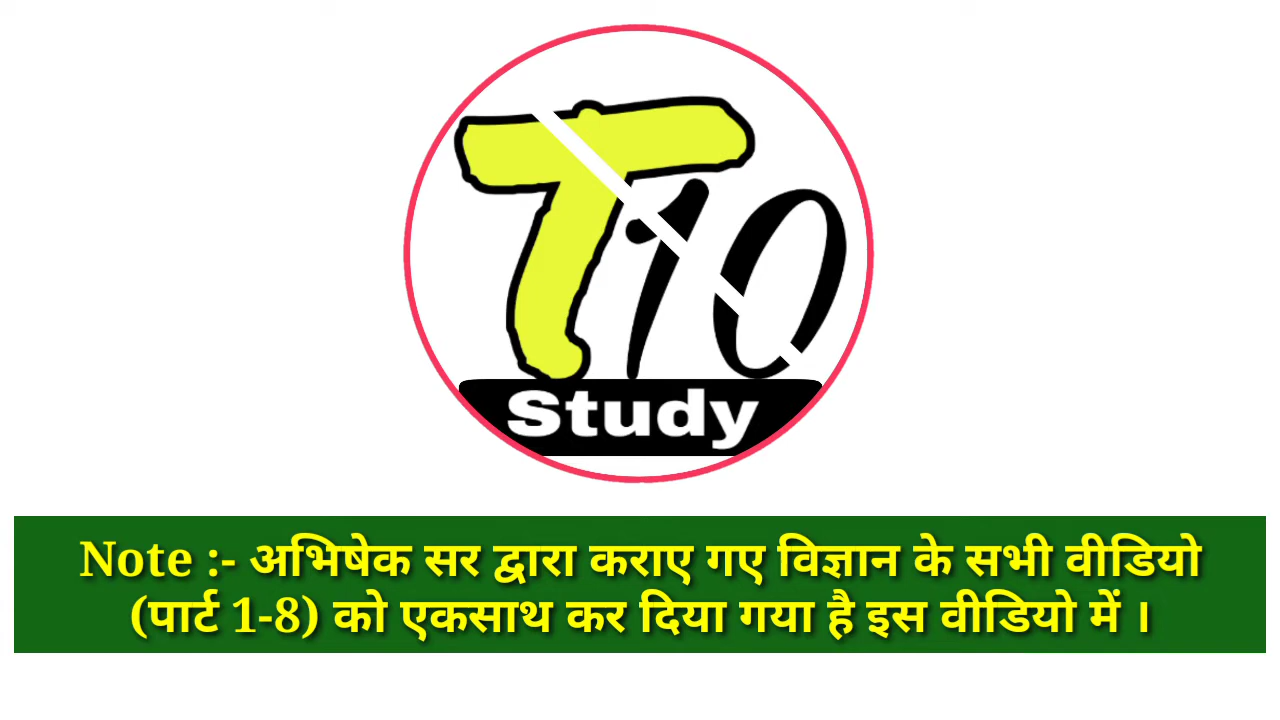 T10
Study
Note :- अभिषेक सर द्वारा कराए गए विज्ञान के सभी वीडियो
(पार्ट 1-8) को एकसाथ कर दिया गया है इस वीडियो में ।